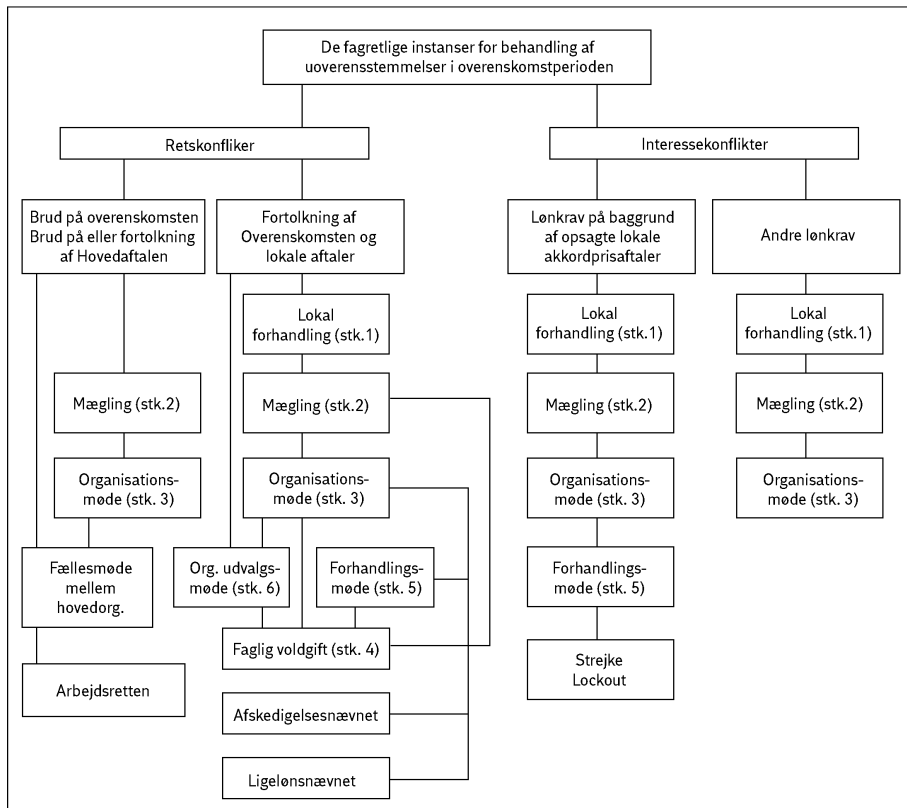 De fagretlige instanser for behandling af
uoverensstemmelser i overenskomstperioden
Retskonfliker
Interessekonflikter
Brud på overenskomsten
Brud på eller fortolkning
af Hovedaftalen
Fortolkning af
Overenskomsten og
lokale aftaler
Lønkrav på baggrund
af opsagte lokale
akkordprisaftaler
Andre lønkrav
Lokal
forhandling (stk.1)
Lokal
forhandling (stk.1)
Lokal
forhandling (stk.1)
Mægling (stk.2)
Mægling (stk.2)
Mægling (stk.2)
Mægling (stk.2)
Organisations-
møde (stk. 3)
Organisations-
møde (stk. 3)
Organisations-
møde (stk. 3)
Organisations-
møde (stk. 3)
Fællesmøde
mellem
hovedorg.
Org. udvalgs-
møde (stk. 6)
Forhandlings-
møde (stk. 5)
Forhandlings-
møde (stk. 5)
Faglig voldgift (stk. 4)
Strejke
Lockout
Arbejdsretten
Afskedigelsesnævnet
Ligelønsnævnet